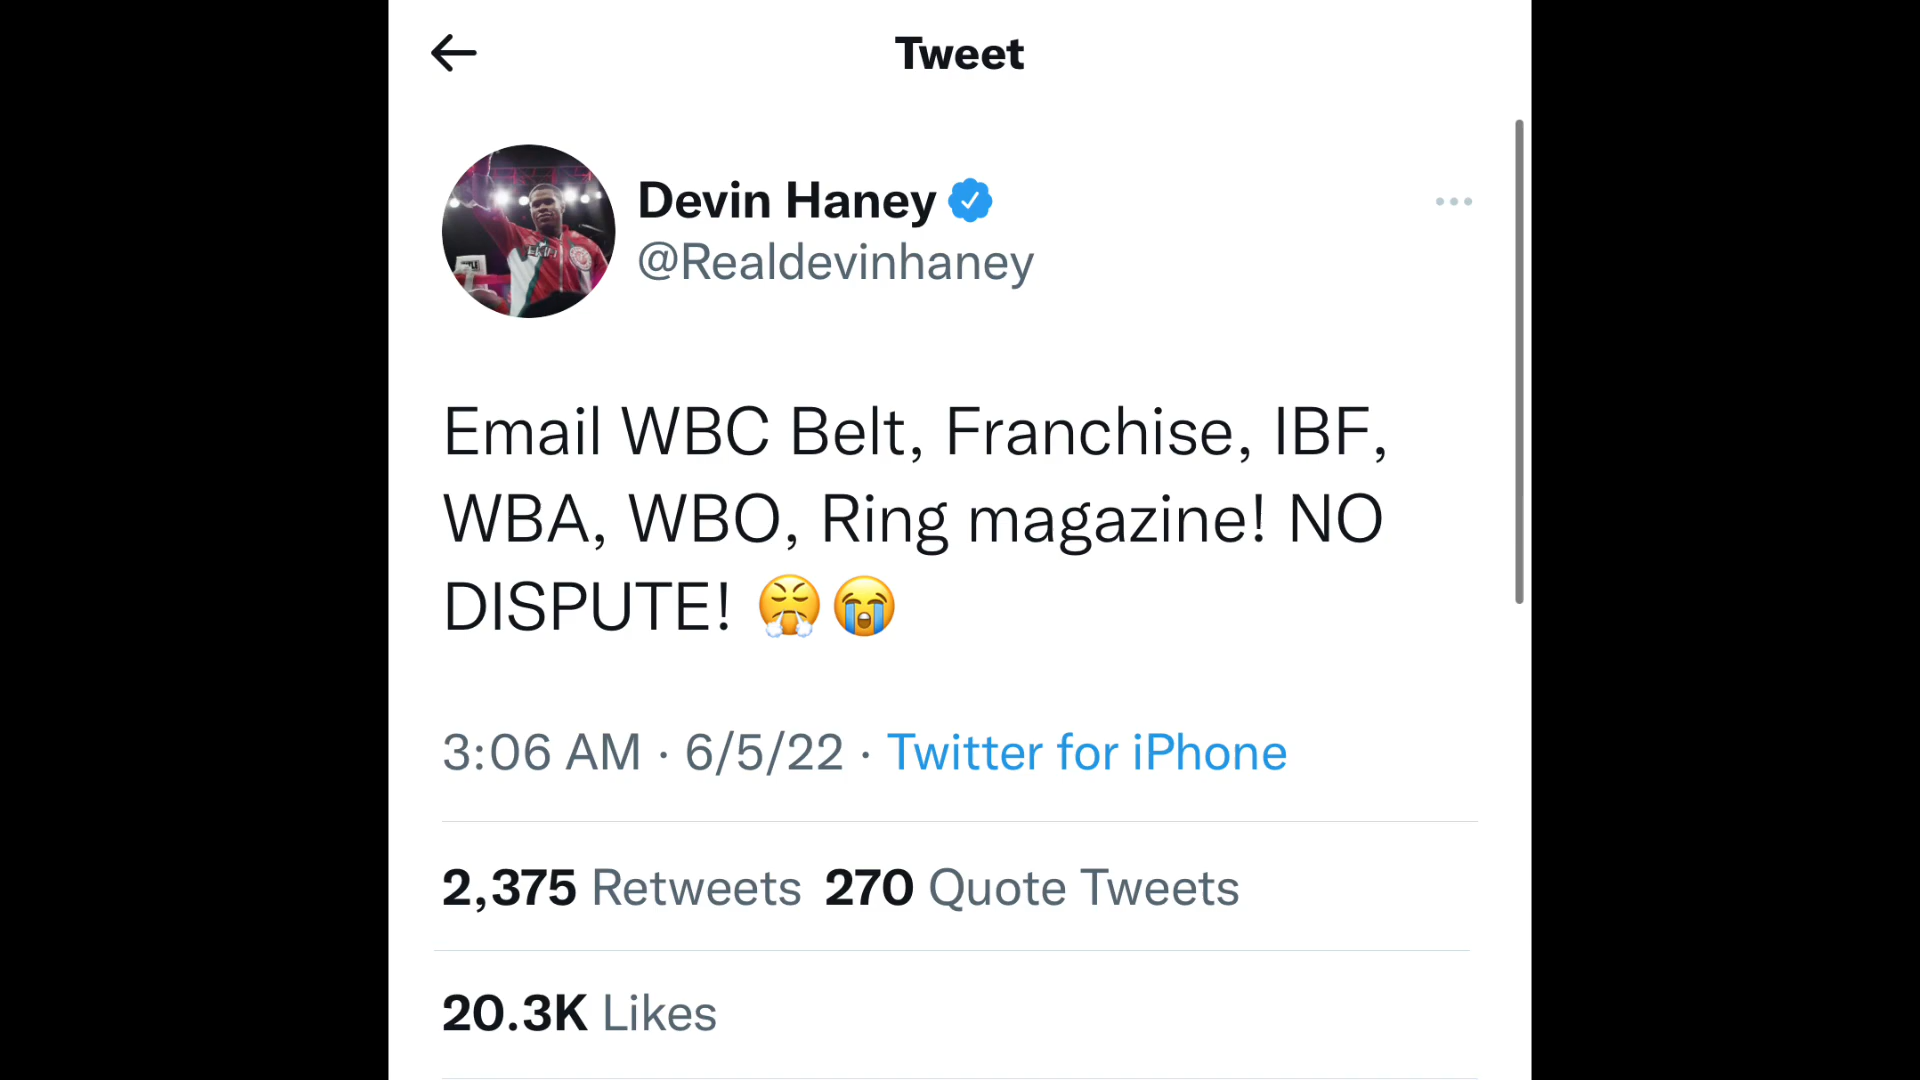 Tweet
Devin Haney
@Realdevinhaney
Email WBC Belt, Franchise, IBF,
WBA, WBO, Ring magazine! NO
DISPUTE! 😤😭
3:06 AM · 6/5/22 · Twitter for iPhone
2,375 Retweets 270 Quote Tweets
20.3K Likes